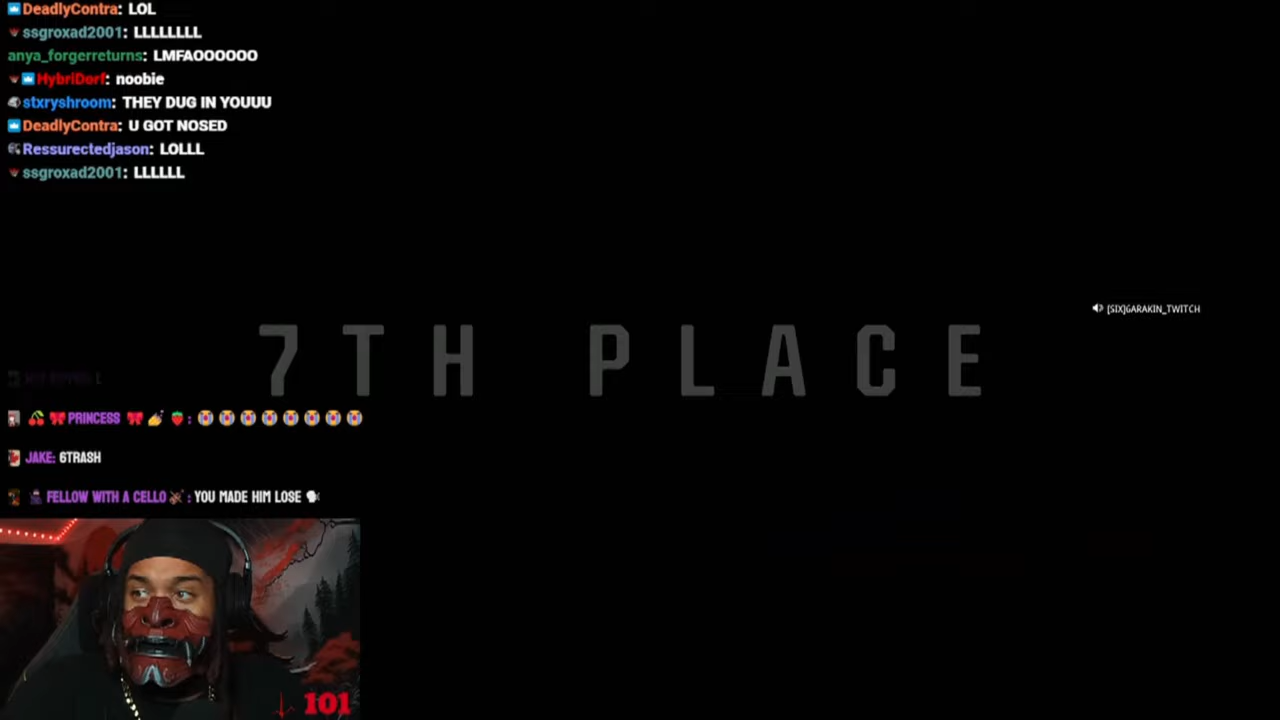 DeadlyContra: LOL
ssgroxad2001: LLLLLLLL
anya_forgerreturns: LMFAOOOOOO
HybriDorf: noobie
stxryshroom: THEY DUG IN YOUUU
DeadlyContra: U GOT NOSED
Ressurectedjason: LOLLL
ssgroxad2001: LLLLLL
[SIX]GARAKIN_TWITCH
7TH PLACE
PRINCESS :
JAKE: 6TRASH
FELLOW WITH A CELLO : YOU MADE HIM LOSE
101